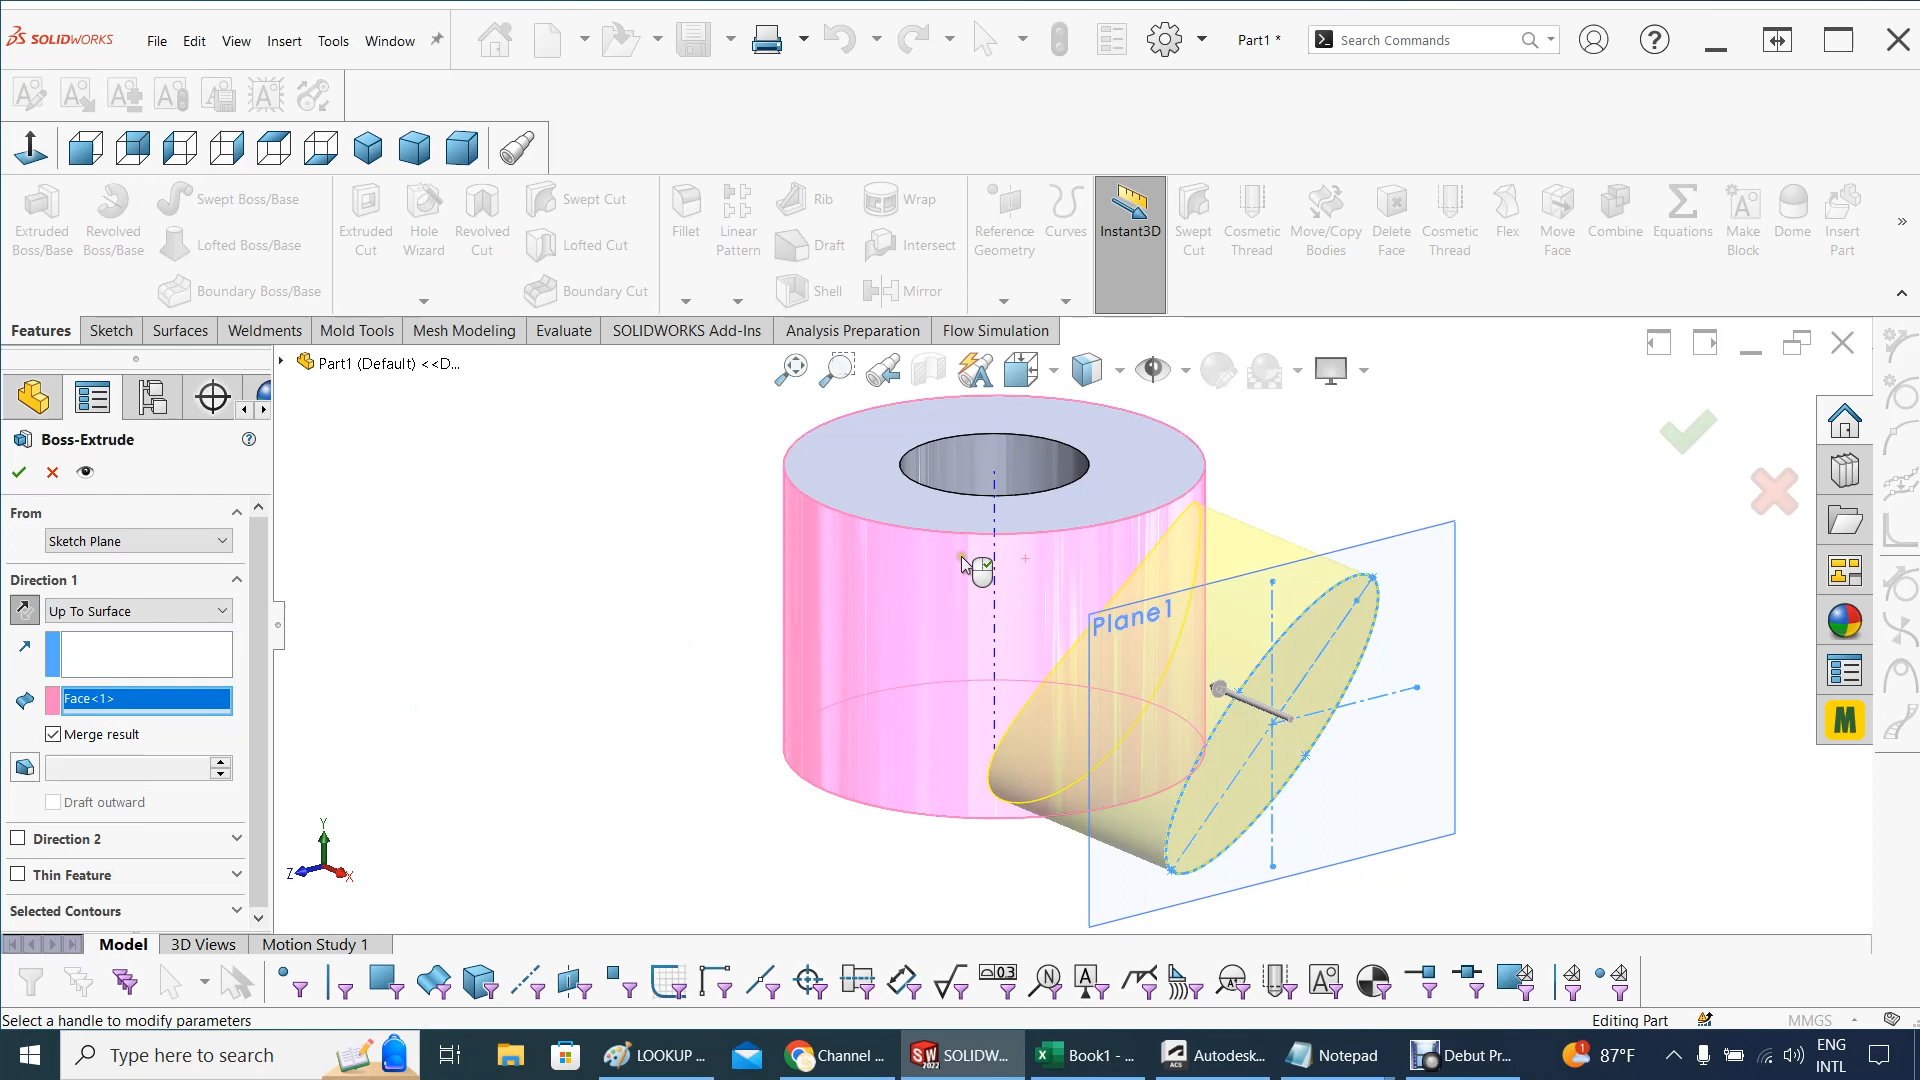 SOLIDWORKS File Edit View Insert Tools Window Part1 * Search Commands
Extruded Boss/Base
Revolved Boss/Base
Swept Boss/Base
Lofted Boss/Base
Boundary Boss/Base
Extruded Cut
Hole Wizard
Revolved Cut
Swept Cut
Lofted Cut
Boundary Cut
Fillet
Linear Pattern
Rib
Draft
Shell
Wrap
Intersect
Mirror
Reference Geometry
Curves
Instant3D
Swept Cut
Cosmetic Thread
Move/Copy Bodies
Delete Face
Cosmetic Thread
Flex
Move Face
Combine
Equations
Make Block
Dome
Insert Part
Features Sketch Surfaces Weldments Mold Tools Mesh Modeling Evaluate SOLIDWORKS Add-Ins Analysis Preparation Flow Simulation
Part1 (Default) <<D...
Boss-Extrude
From
Sketch Plane
Direction 1
Up To Surface
Face<1>
Merge result
Draft outward
Direction 2
Thin Feature
Selected Contours
Plane1
Y
Z
X
M
Model 3D Views Motion Study 1
0.3
N
A
A
A1
A
Select a handle to modify parameters Editing Part MMGS
Type here to search LOOKUP ... Channel ... SW 2022 SOLIDW... Book1 - ... ACS Autodesk... Notepad Debut Pr... 1 87°F ENG
INTL